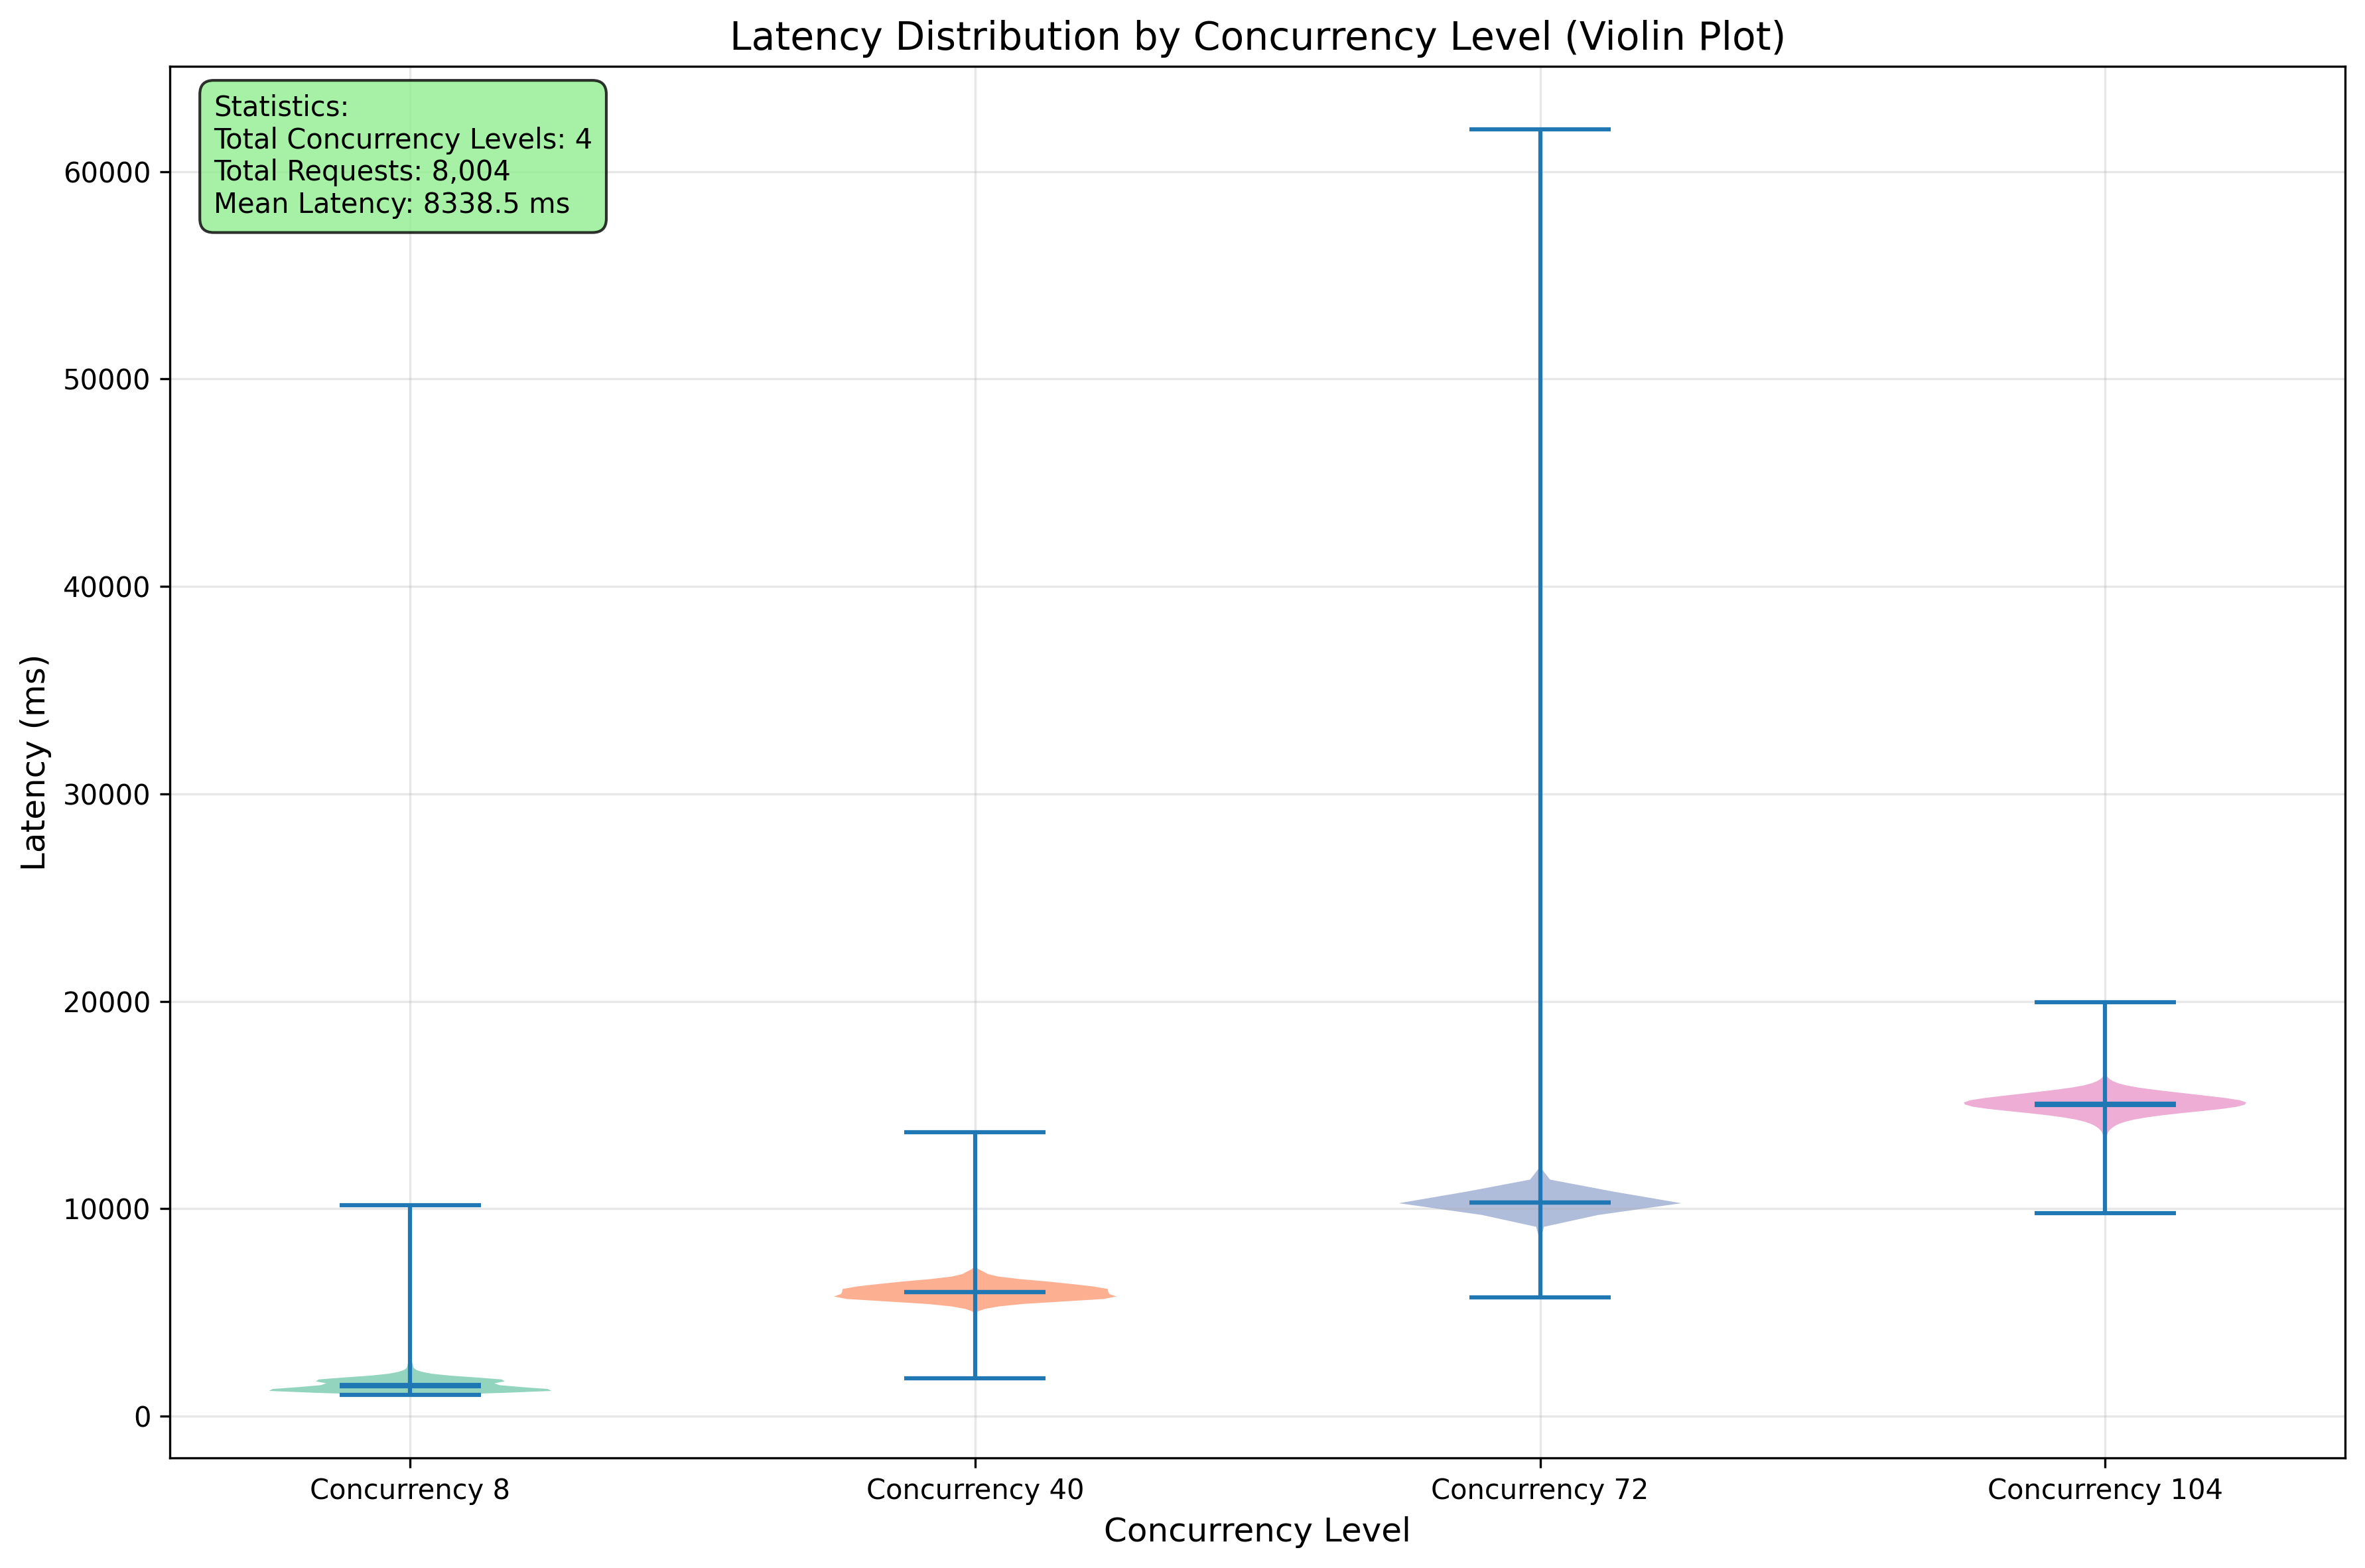 Latency Distribution by Concurrency Level (Violin Plot)
Statistics:
Total Concurrency Levels: 4
Total Requests: 8,004
Mean Latency: 8338.5 ms
60000
50000
40000
30000
20000
10000
0
Latency (ms)
Concurrency 8
Concurrency 40
Concurrency 72
Concurrency 104
Concurrency Level